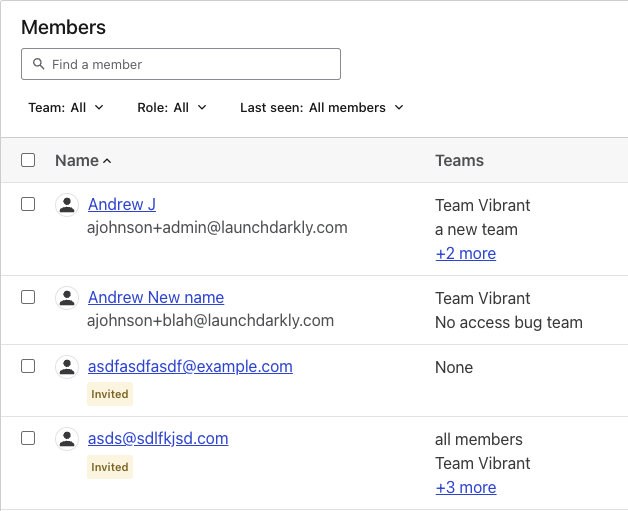 Members
Find a member
Team: All Role: All Last seen: All members
Name Teams
Andrew J Team Vibrant
ajohnson+admin@launchdarkly.com a new team
+2 more
Andrew New name Team Vibrant
ajohnson+blah@launchdarkly.com No access bug team
asdfasdfasdf@example.com None
Invited
asds@sdlfkjsd.com all members
Invited Team Vibrant
+3 more